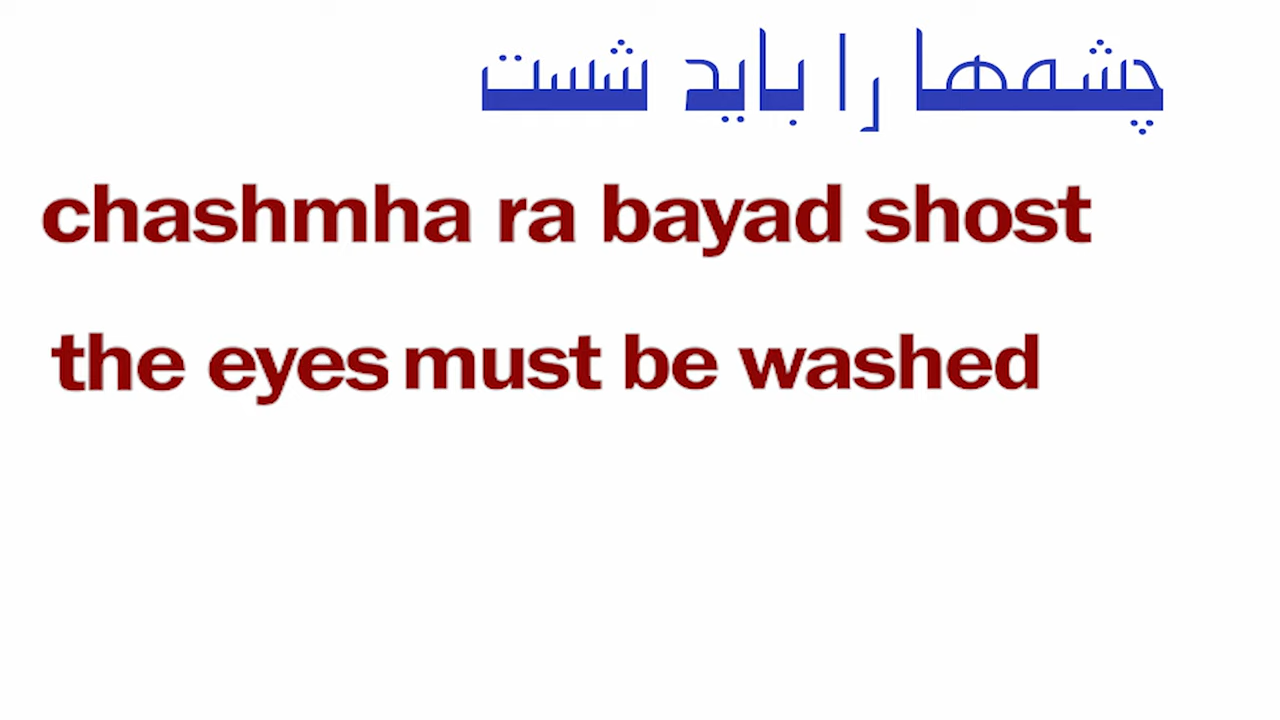 چشمها را باید شست
chashmha ra bayad shost
the eyes must be washed